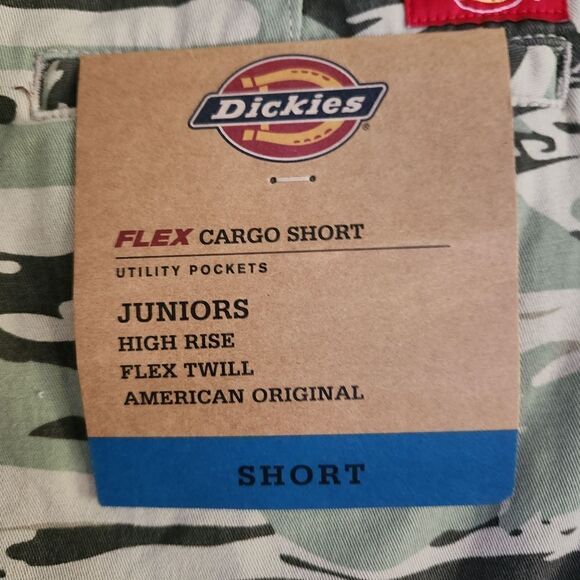 Dickies
FLEX CARGO SHORT
UTILITY POCKETS
JUNIORS
HIGH RISE
FLEX TWILL
AMERICAN ORIGINAL
SHORT